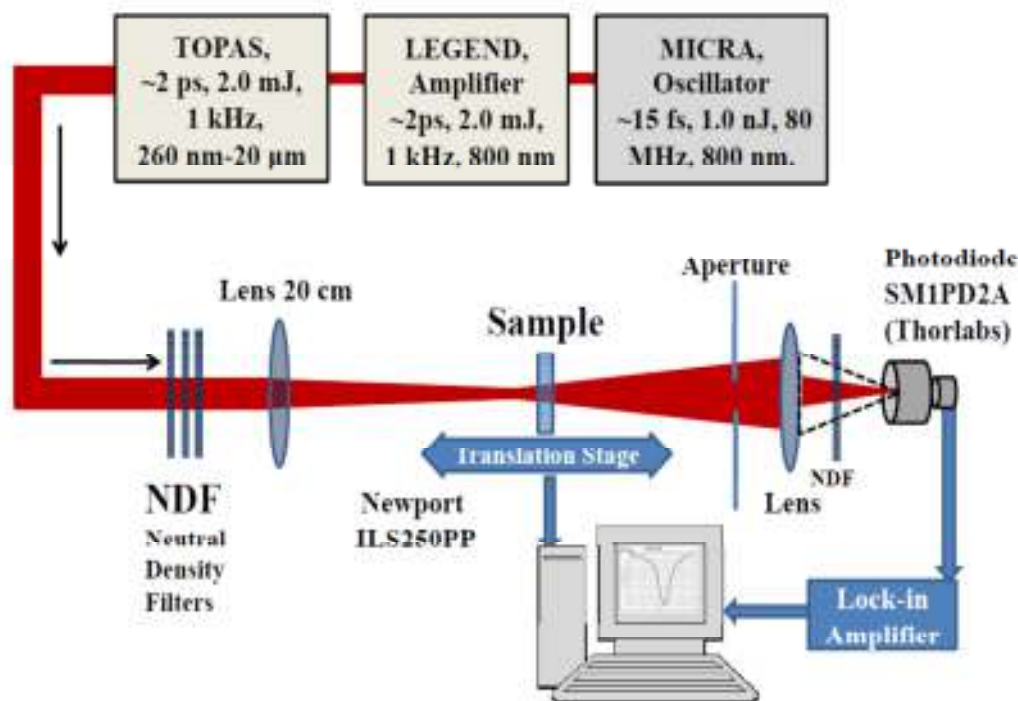 TOPAS,
~2 ps, 2.0 mJ,
1 kHz,
260 nm-20 μm
LEGEND,
Amplifier
~2ps, 2.0 mJ,
1 kHz, 800 nm
MICRA,
Oscillator
~15 fs, 1.0 nJ, 80
MHz, 800 nm.
Lens 20 cm
Sample
Aperture
Photodiode
SM1PD2A
(Thorlabs)
Translation Stage
NDF
Neutral
Density
Filters
Newport
ILS250PP
Lens
NDF
Lock-in
Amplifier